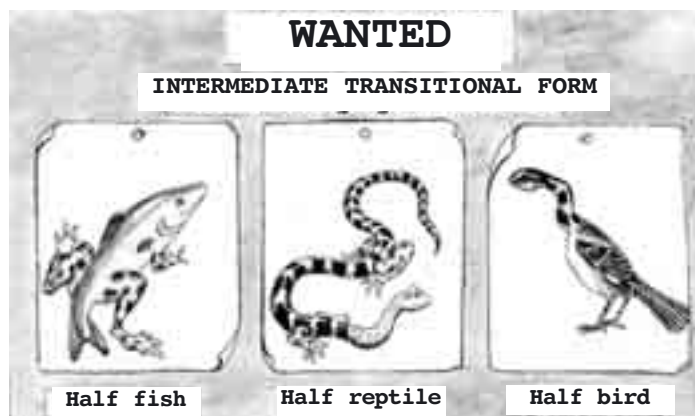 WANTED
INTERMEDIATE TRANSITIONAL FORM
Half fish
Half reptile
Half bird